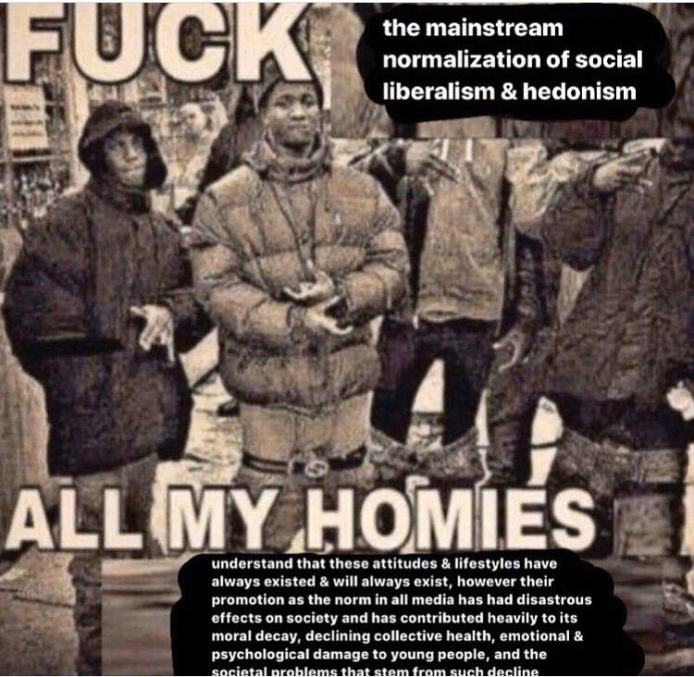 FUCK
the mainstream
normalization of social
liberalism & hedonism
ALL MY HOMIES
understand that these attitudes & lifestyles have
always existed & will always exist, however their
promotion as the norm in all media has had disastrous
effects on society and has contributed heavily to its
moral decay, declining collective health, emotional &
psychological damage to young people, and the
societal problems that stem from such decline